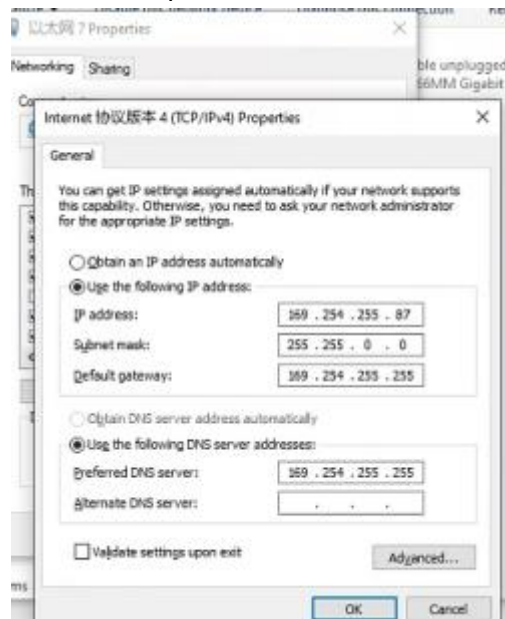 以太网 7 Properties
Networking Sharing
ble unplugged
66MM Gigabit
Internet 协议版本 4 (TCP/IPv4) Properties
General
You can get IP settings assigned automatically if your network supports
this capability. Otherwise, you need to ask your network administrator
for the appropriate IP settings.
Obtain an IP address automatically
Use the following IP address:
IP address: 169 . 254 . 255 . 87
Subnet mask: 255 . 255 . 0 . 0
Default gateway: 169 . 254 . 255 . 255
Obtain DNS server address automatically
Use the following DNS server addresses:
Preferred DNS server: 169 . 254 . 255 . 255
Alternate DNS server: . . .
Validate settings upon exit
Advanced...
OK Cancel